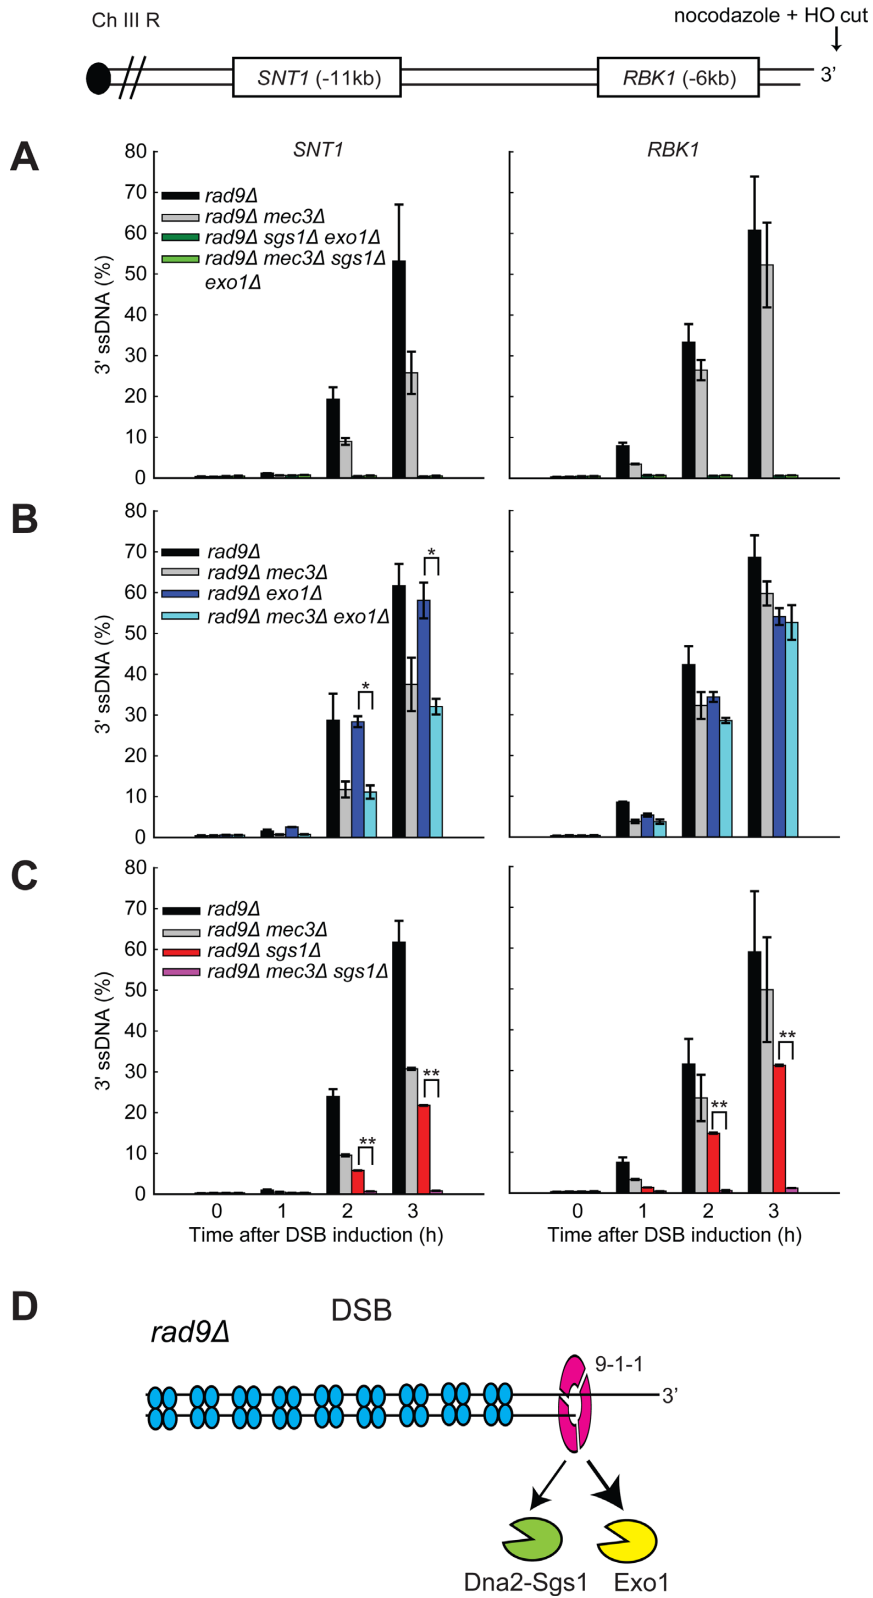 Ch III R
nocodazole + HO cut
SNT1 (-11kb)
RBK1 (-6kb)
3’
A
SNT1
RBK1
3' ssDNA (%)
80
70
60
50
40
30
20
10
0
rad9Δ
rad9Δ mec3Δ
rad9Δ sgs1Δ exo1Δ
rad9Δ mec3Δ sgs1Δ
exo1Δ
B
3' ssDNA (%)
80
70
60
50
40
30
20
10
0
rad9Δ
rad9Δ mec3Δ
rad9Δ exo1Δ
rad9Δ mec3Δ exo1Δ
*
*
C
3' ssDNA (%)
80
70
60
50
40
30
20
10
0
rad9Δ
rad9Δ mec3Δ
rad9Δ sgs1Δ
rad9Δ mec3Δ sgs1Δ
**
**
**
**
0 1 2 3
0 1 2 3
Time after DSB induction (h)
Time after DSB induction (h)
D
DSB
rad9Δ
9-1-1
3’
Dna2-Sgs1
Exo1